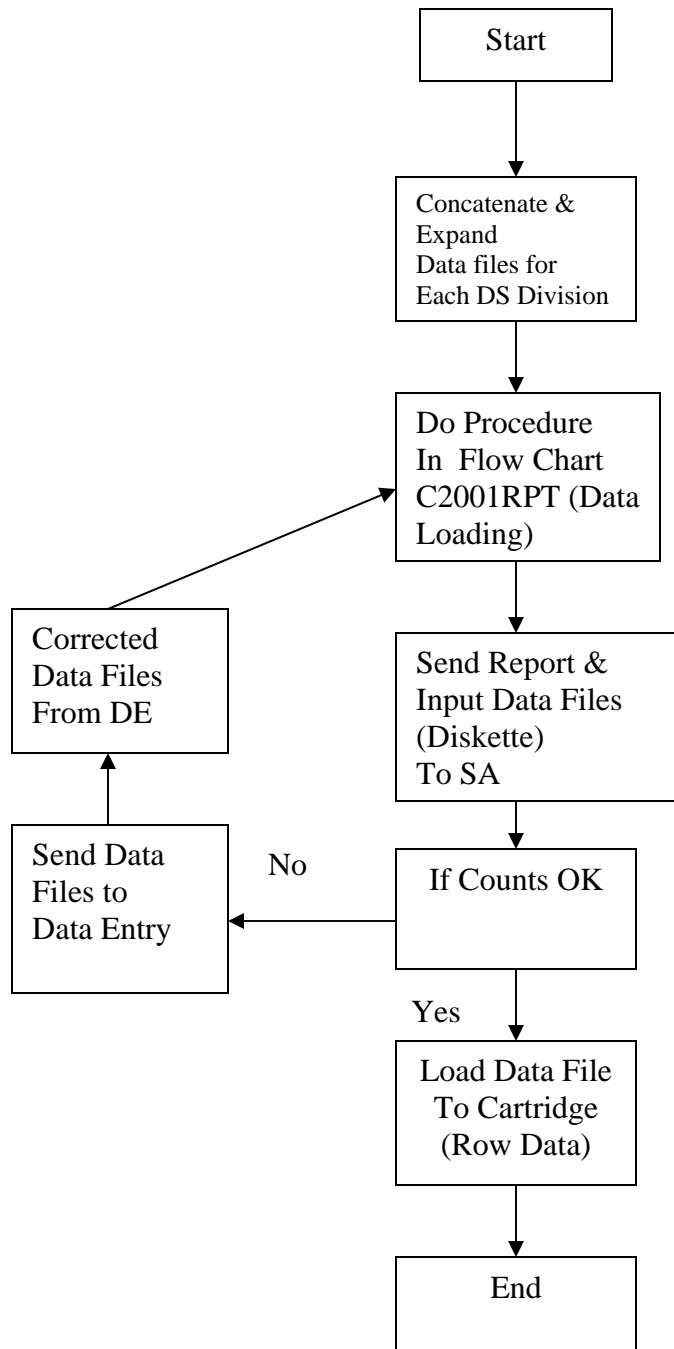 Start
Concatenate &
Expand
Data files for
Each DS Division
Do Procedure
In Flow Chart
C2001RPT (Data
Loading)
Corrected
Data Files
From DE
Send Report &
Input Data Files
(Diskette)
To SA
Send Data
Files to
Data Entry
No
If Counts OK
Yes
Load Data File
To Cartridge
(Row Data)
End